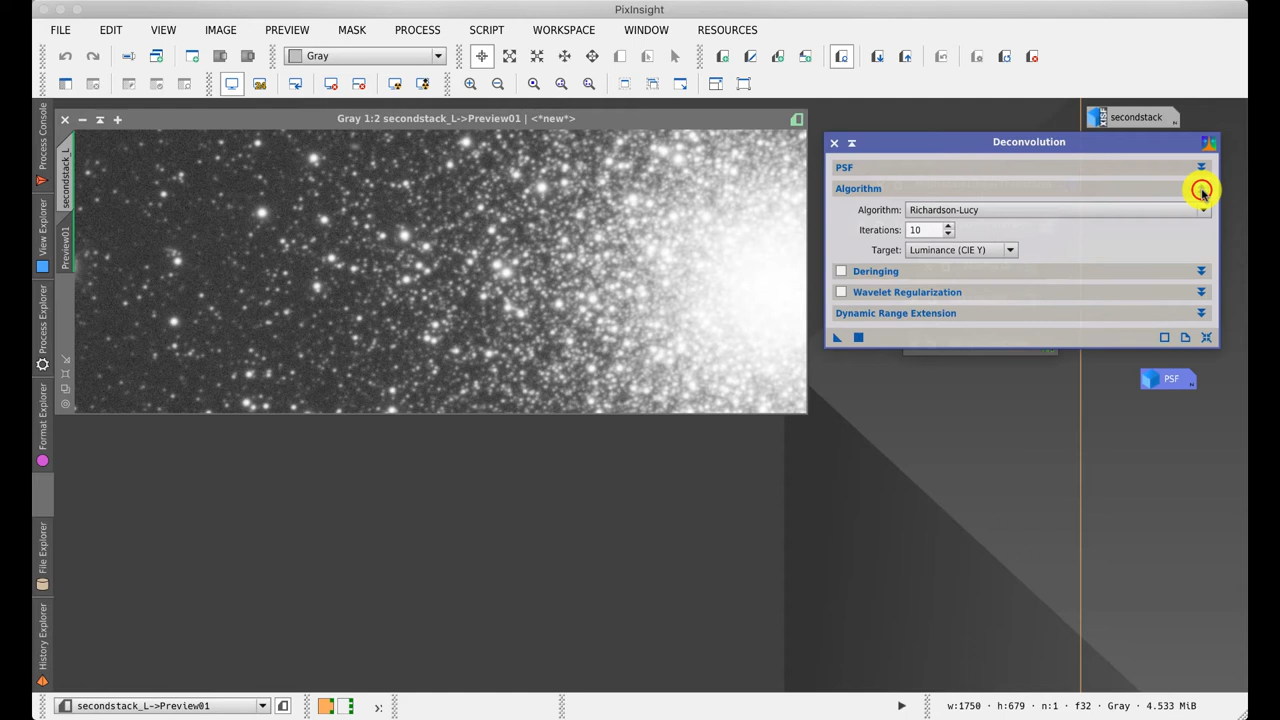 PixInsight
FILE EDIT VIEW IMAGE PREVIEW MASK PROCESS SCRIPT WORKSPACE WINDOW RESOURCES
Gray
Process Console
View Explorer
Process Explorer
Format Explorer
File Explorer
History Explorer
Gray 1:2 secondstack_L->Preview01 | <*new*>
secondstack_L
Preview01
XISF
secondstack
N
Deconvolution
PSF
Algorithm
Algorithm: Richardson-Lucy
Iterations: 10
Target: Luminance (CIE Y)
Deringing
Wavelet Regularization
Dynamic Range Extension
PSF
N
secondstack_L->Preview01
w:1750 · h:679 · n:1 · f32 · Gray · 4.533 MiB